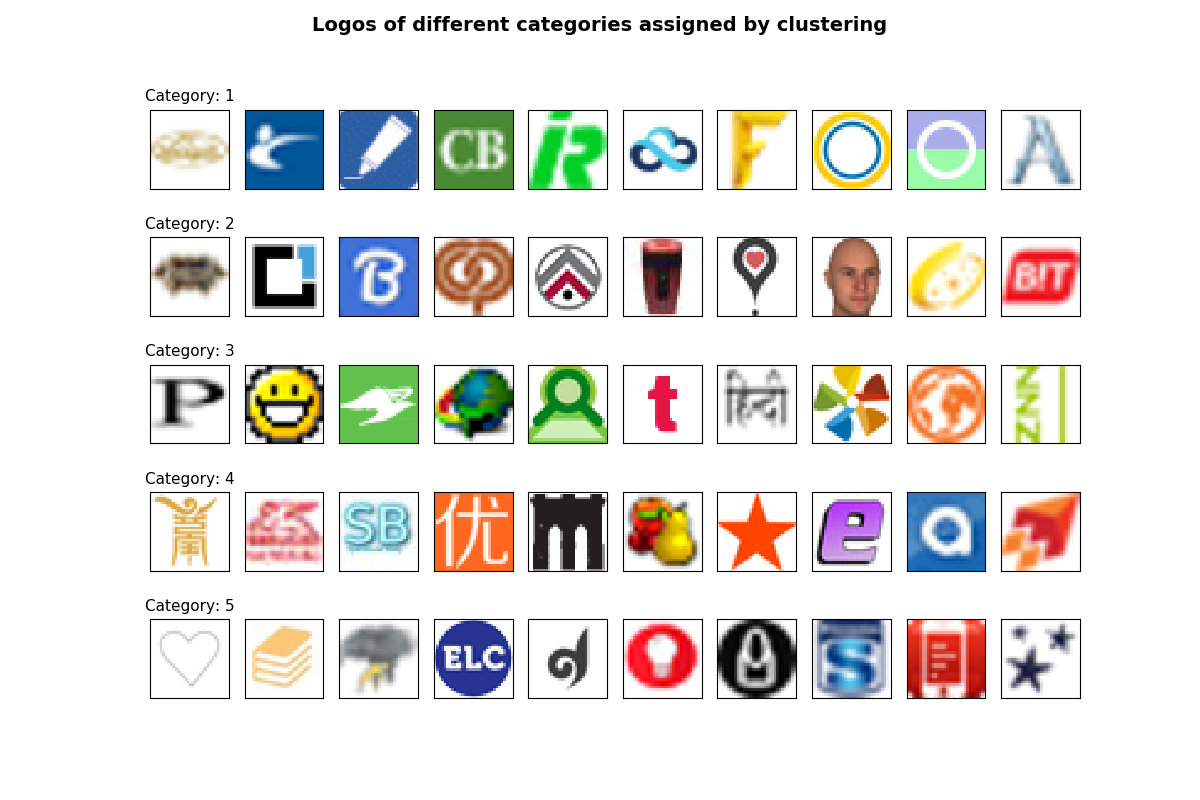 Logos of different categories assigned by clustering
Category: 1
CB
R
F
A
Category: 2
B
B!T
Category: 3
P
t
हिन्दी
ZNN
Category: 4
SB
优
m
e
a
Category: 5
ELC
d
S